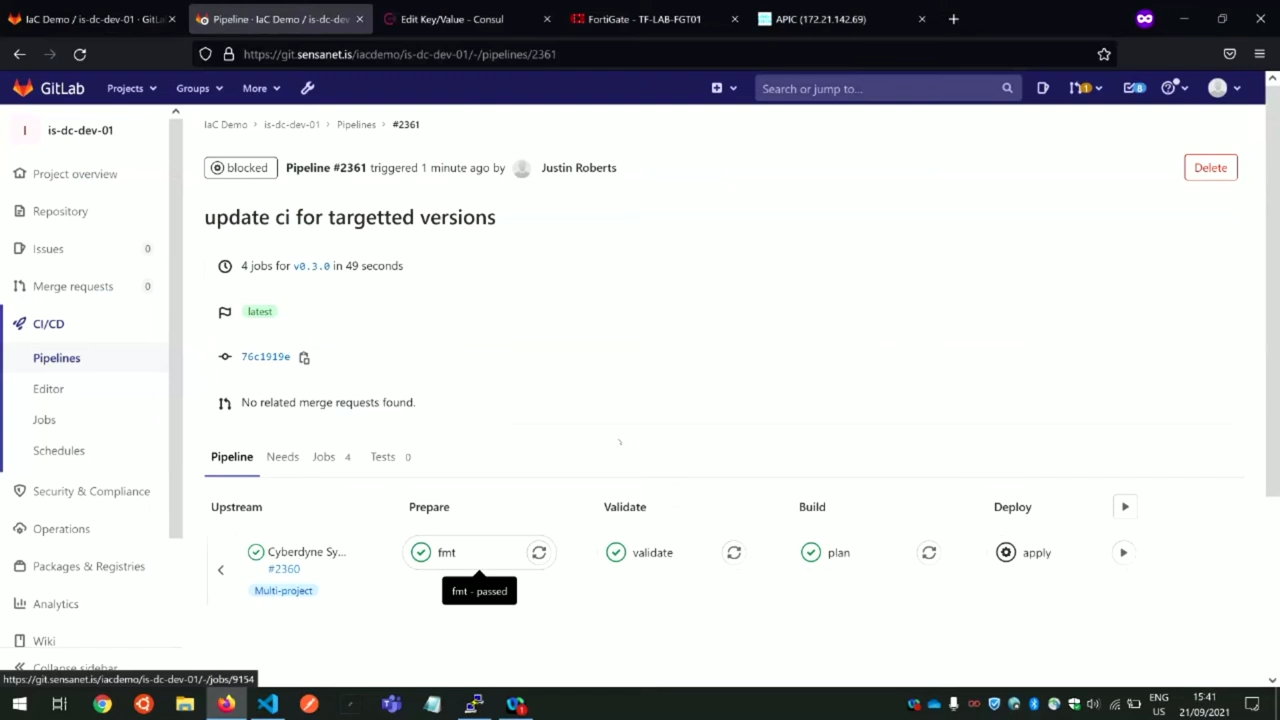 IaC Demo / is-dc-dev-01 · GitLa
Pipeline · IaC Demo / is-dc-dev
Edit Key/Value - Consul
FortiGate - TF-LAB-FGT01
APIC (172.21.142.69)
https://git.sensanet.is/iacdemo/is-dc-dev-01/-/pipelines/2361
GitLab Projects Groups More Search or jump to... 1 8
I is-dc-dev-01
IaC Demo > is-dc-dev-01 > Pipelines > #2361
Project overview
Repository
Issues 0
Merge requests 0
CI/CD
Pipelines
Editor
Jobs
Schedules
Security & Compliance
Operations
Packages & Registries
Analytics
Wiki
Collapse sidebar
blocked Pipeline #2361 triggered 1 minute ago by Justin Roberts Delete
update ci for targetted versions
4 jobs for v0.3.0 in 49 seconds
latest
76c1919e
No related merge requests found.
Pipeline Needs Jobs 4 Tests 0
Upstream Prepare Validate Build Deploy
Cyberdyne Sy... fmt validate plan apply
#2360
Multi-project
fmt - passed
https://git.sensanet.is/iacdemo/is-dc-dev-01/-/jobs/9154
ENG
US
15:41
21/09/2021